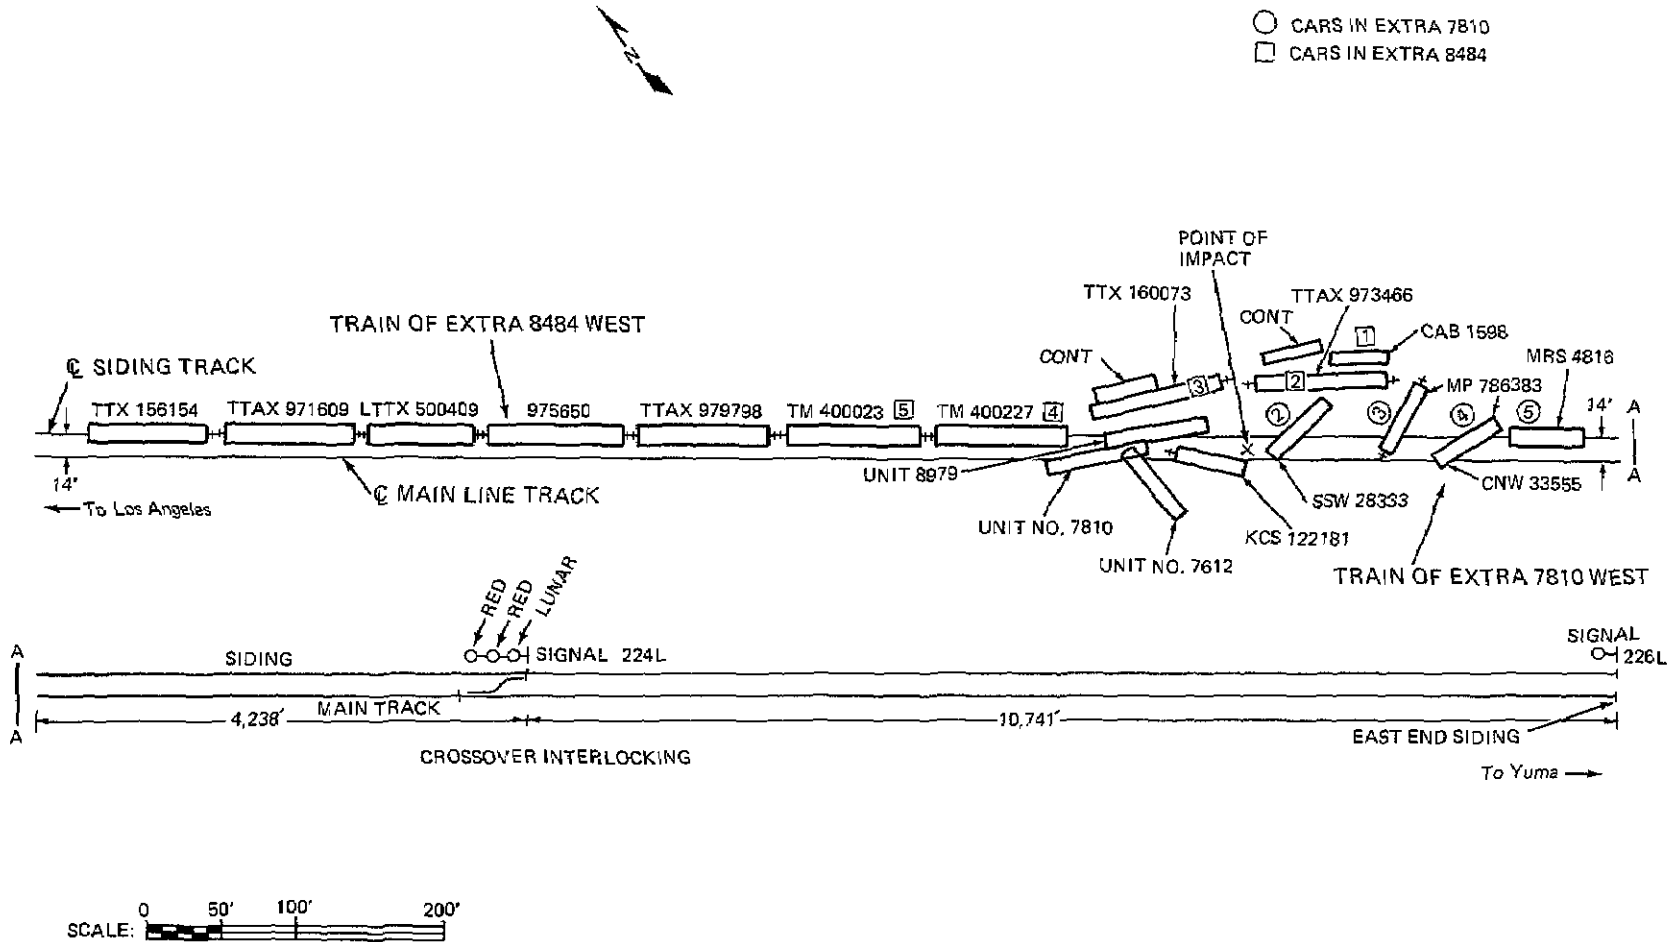 N
CARS IN EXTRA 7810
CARS IN EXTRA 8484
POINT OF
IMPACT
TTX 160073
TTAX 973466
CONT
1
CAB 1598
TRAIN OF EXTRA 8484 WEST
CONT
MRS 4816
℄ SIDING TRACK
3
2
MP 786383
TTX 156154
TTAX 971609
LTTX 500409
975650
TTAX 979798
TM 400023 5
TM 400227 4
2
3
4
5
14'
A
A
UNIT 8979
14'
℄ MAIN LINE TRACK
To Los Angeles
SSW 28333
CNW 33555
UNIT NO. 7810
KCS 122181
UNIT NO. 7612
TRAIN OF EXTRA 7810 WEST
RED
RED
LUNAR
SIGNAL
226L
A
SIDING
SIGNAL 224L
MAIN TRACK
A
4,238'
10,741'
EAST END SIDING
CROSSOVER INTERLOCKING
To Yuma
0 50' 100' 200'
SCALE: